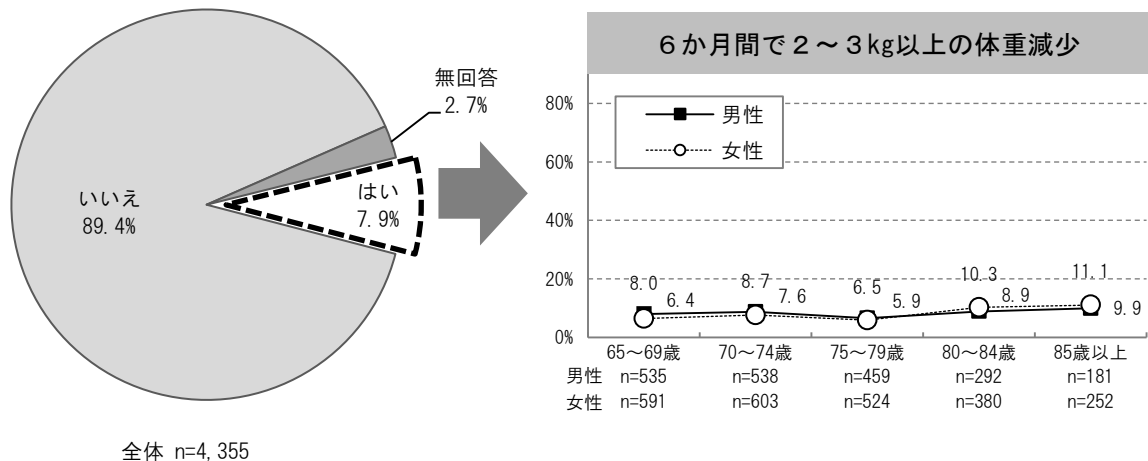 無回答
2.7%
はい
7.9%
いいえ
89.4%
全体 n=4,355
６か月間で２～３kg以上の体重減少
80%
60%
40%
20%
0%
男性
女性
8.0
6.4
8.7
7.6
6.5
5.9
10.3
8.9
11.1
9.9
65～69歳 70～74歳 75～79歳 80～84歳 85歳以上
男性 n=535 n=538 n=459 n=292 n=181
女性 n=591 n=603 n=524 n=380 n=252